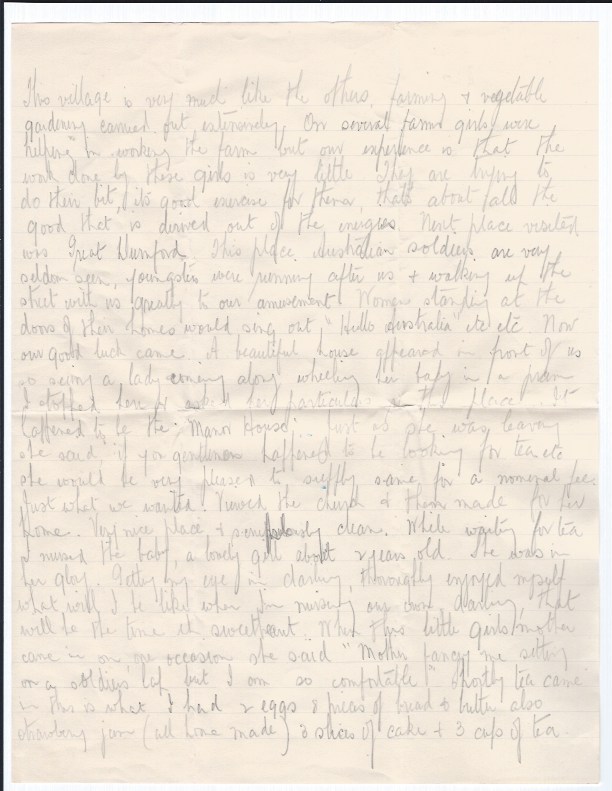 This village is very much like the others, farming & vegetable
gardening carried out extensively. On several farms girls were
helping in working the farm but our experience is that the
work done by these girls is very little. They are trying to
do their bit, its good exercise for them, thats about all the
good that is derived out of the energies. Next place visited
was Great Durnford. This place Australian soldiers are very
seldom seen, youngsters were running after us & walking up the
street with us greatly to our amusement. Women standing at the
doors of their homes would sing out "Hello Australia" etc etc. Now
our good luck came. A beautiful house appeared in front of us
so seeing a lady coming along wheeling her baby in a pram
I stopped here & asked her particulars of the place. It
happened to be the "Manor House". Just as she was leaving
she said, if you gentlemen happened to be looking for tea etc
she would be very pleased to supply same for a nominal fee.
Just what we wanted. Viewed the church & then made for her
home. Very nice place & scrupulously clean. While waiting for tea
I nursed the baby, a lovely girl about 2 years old. She was in
her glory. Getting my eye in darling, thoroughly enjoyed myself
what will I be like when I'm nursing our own darling, that
will be the time eh sweetheart. When this little girls mother
came in on one occasion she said "Mother fancy me sitting
on a soldiers lap but I am so comfortable" Shortly tea came
in this is what I had 2 eggs 8 pieces of bread & butter also
strawberry jam (all home made) 3 slices of cake & 3 cups of tea.